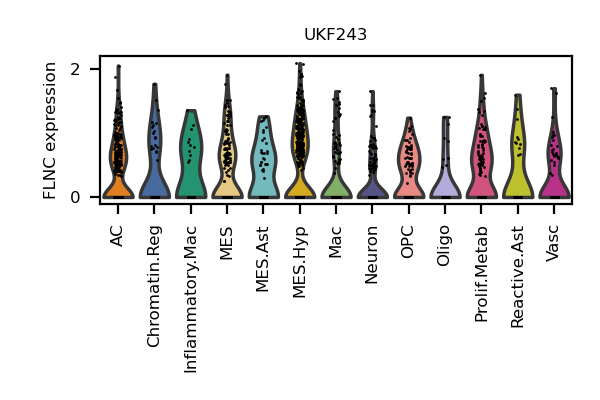 UKF243
FLNC expression
2
0
AC
Chromatin.Reg
Inflammatory.Mac
MES
MES.Ast
MES.Hyp
Mac
Neuron
OPC
Oligo
Prolif.Metab
Reactive.Ast
Vasc